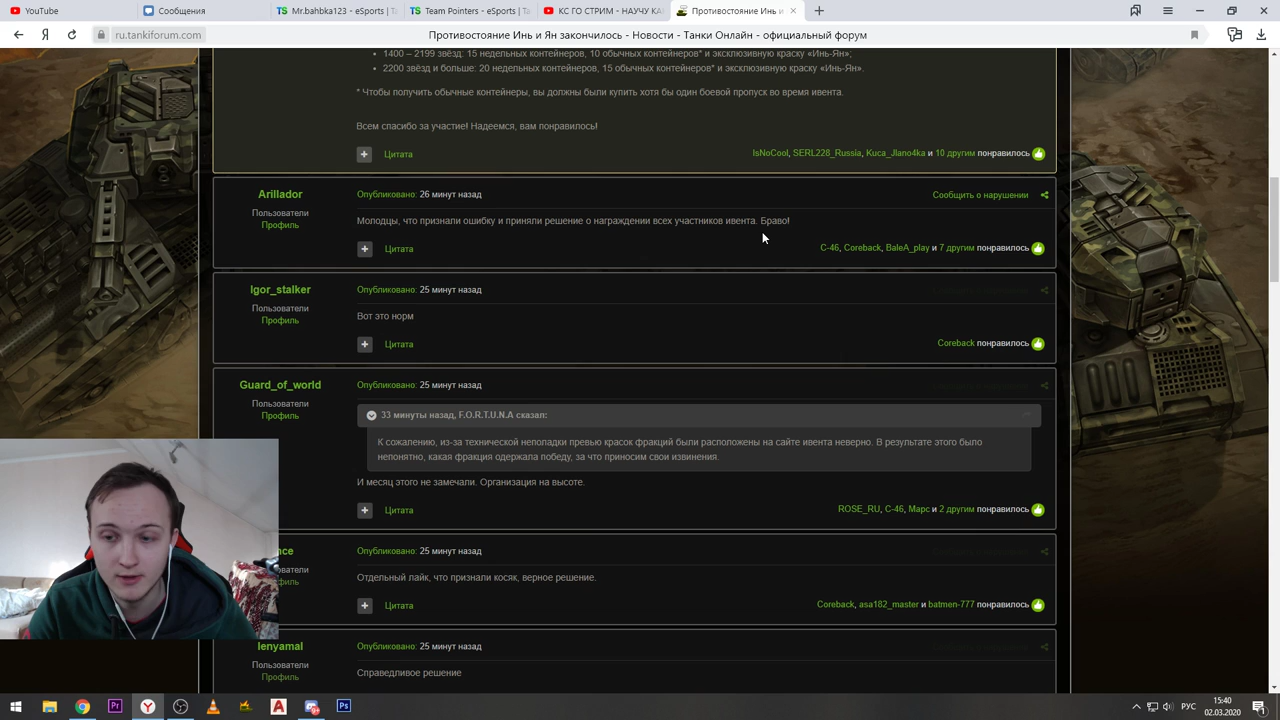 YouTube
Сообщения
Mr.bahbka123 - eSports | Та
Team Pointers - eSports | Та
КС ГО СТРИМ - НАУЧУ КА
Противостояние Инь
ru.tankiforum.com
Противостояние Инь и Ян закончилось - Новости - Танки Онлайн - официальный форум
• 1400 – 2199 звёзд: 15 недельных контейнеров, 10 обычных контейнеров* и эксклюзивную краску «Инь-Ян»;
• 2200 звёзд и больше: 20 недельных контейнеров, 15 обычных контейнеров* и эксклюзивную краску «Инь-Ян».
* Чтобы получить обычные контейнеры, вы должны были купить хотя бы один боевой пропуск во время ивента.
Всем спасибо за участие! Надеемся, вам понравилось!
Цитата
IsNoCool, SERL228_Russia, Kuca_Jlano4ka и 10 другим понравилось
Arillador
Пользователи
Профиль
Опубликовано: 26 минут назад
Сообщить о нарушении
Молодцы, что признали ошибку и приняли решение о награждении всех участников ивента. Браво!
Цитата
C-46, Coreback, BaleA_play и 7 другим понравилось
Igor_stalker
Пользователи
Профиль
Опубликовано: 25 минут назад
Вот это норм
Цитата
Coreback понравилось
Guard_of_world
Пользователи
Профиль
Опубликовано: 25 минут назад
33 минуты назад, F.O.R.T.U.N.A сказал:
К сожалению, из-за технической неполадки превью красок фракций были расположены на сайте ивента неверно. В результате этого было
непонятно, какая фракция одержала победу, за что приносим свои извинения.
И месяц этого не замечали. Организация на высоте.
Цитата
ROSE_RU, C-46, Марс и 2 другим понравилось
nce
ователи
филь
Опубликовано: 25 минут назад
Отдельный лайк, что признали косяк, верное решение.
Цитата
Coreback, asa182_master и batmen-777 понравилось
lenyamal
Пользователи
Профиль
Опубликовано: 25 минут назад
Справедливое решение
РУС
15:40
02.03.2020